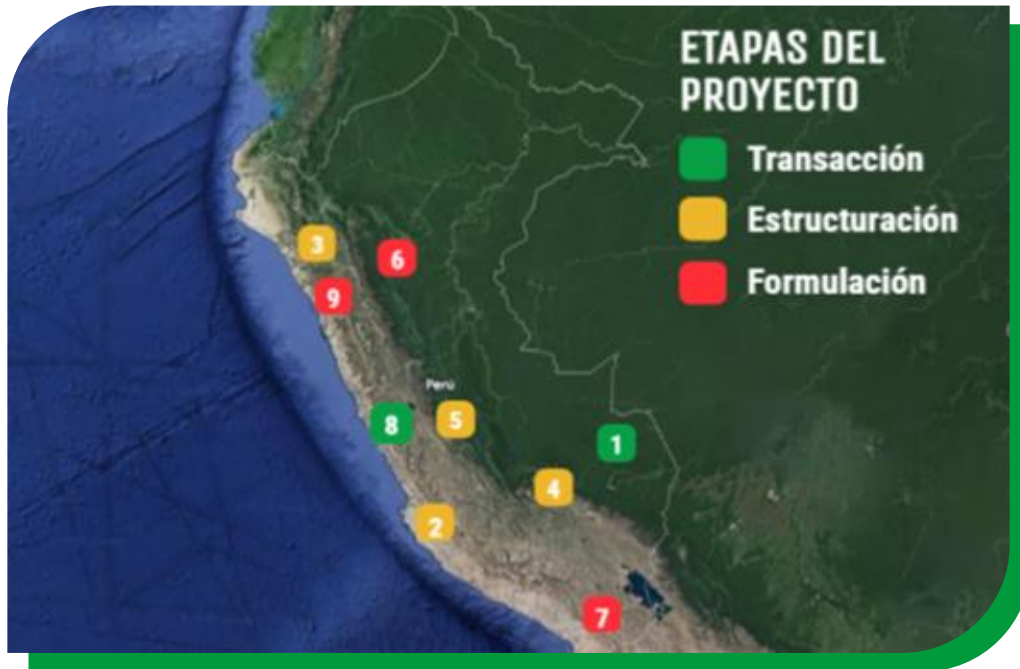 ETAPAS DEL
PROYECTO
Transacción
Estructuración
Formulación
3
6
9
Perú
8
5
1
4
2
7